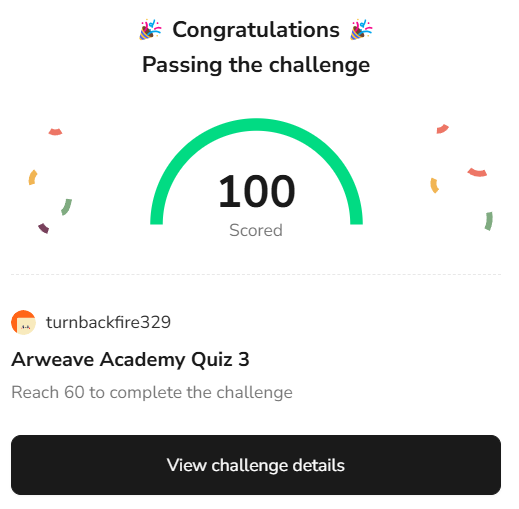 🎉 Congratulations 🎉
Passing the challenge
100
Scored
turnbackfire329
Arweave Academy Quiz 3
Reach 60 to complete the challenge
View challenge details